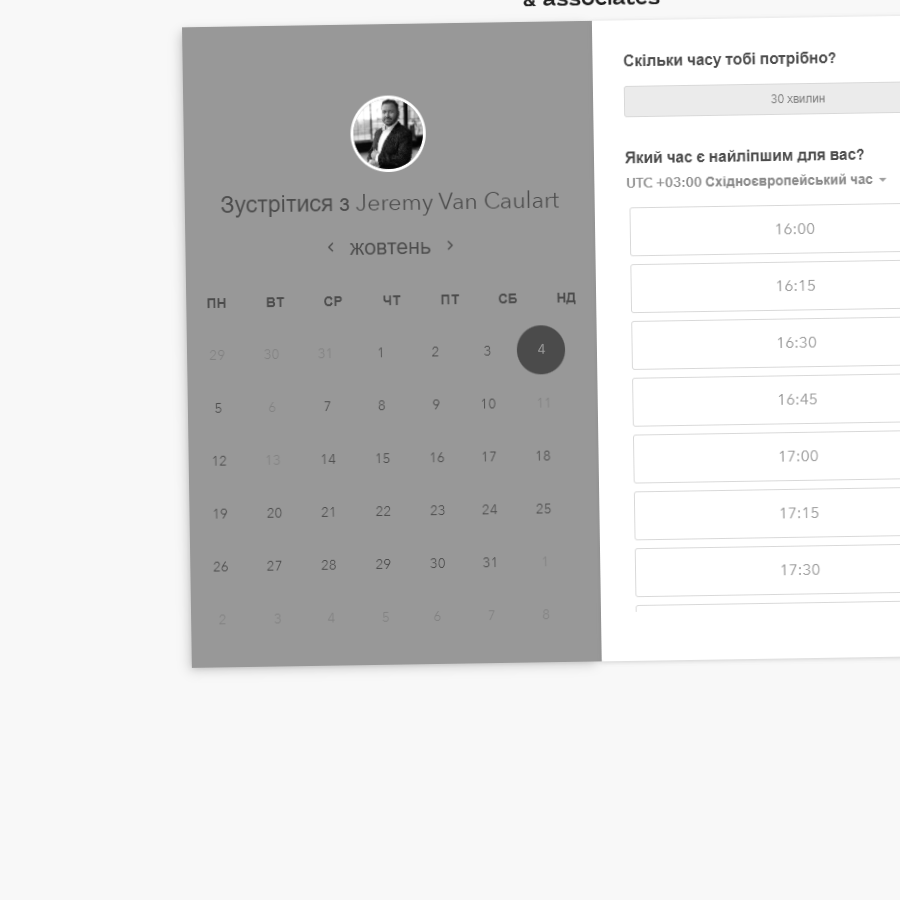 & associates
Зустрітися з Jeremy Van Caulart
жовтень
ПН ВТ СР ЧТ ПТ СБ НД
29 30 31 1 2 3 4
5 6 7 8 9 10 11
12 13 14 15 16 17 18
19 20 21 22 23 24 25
26 27 28 29 30 31 1
2 3 4 5 6 7 8
Скільки часу тобі потрібно?
30 хвилин
Який час є найліпшим для вас?
UTC +03:00 Східноєвропейський час
16:00
16:15
16:30
16:45
17:00
17:15
17:30